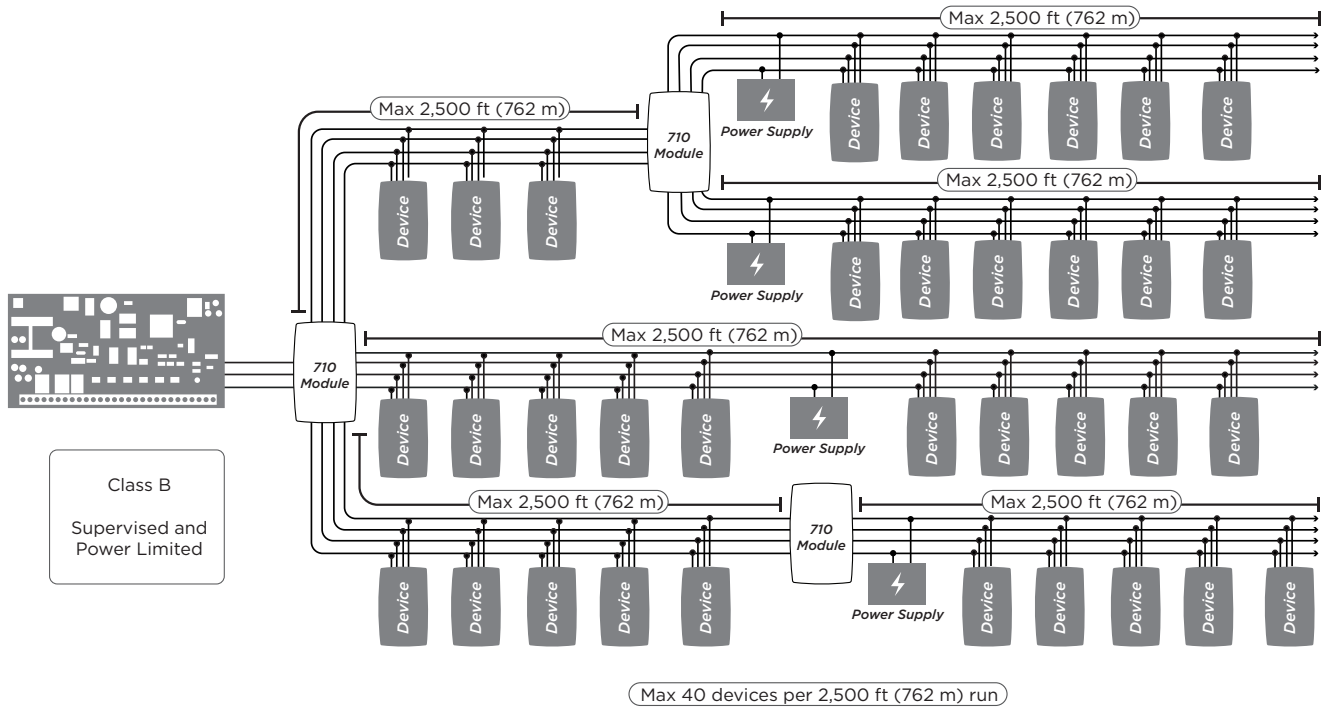 Max 2,500 ft (762 m)
Max 2,500 ft (762 m)
710
Module
Power Supply
Device
Device
Device
Device
Device
Device
Device
Device
Device
Max 2,500 ft (762 m)
Power Supply
Device
Device
Device
Device
Device
Device
Max 2,500 ft (762 m)
710
Module
Device
Device
Device
Device
Device
Power Supply
Device
Device
Device
Device
Device
Class B
Supervised and
Power Limited
Max 2,500 ft (762 m)
Max 2,500 ft (762 m)
710
Module
Device
Device
Device
Device
Device
Power Supply
Device
Device
Device
Device
Device
Max 40 devices per 2,500 ft (762 m) run